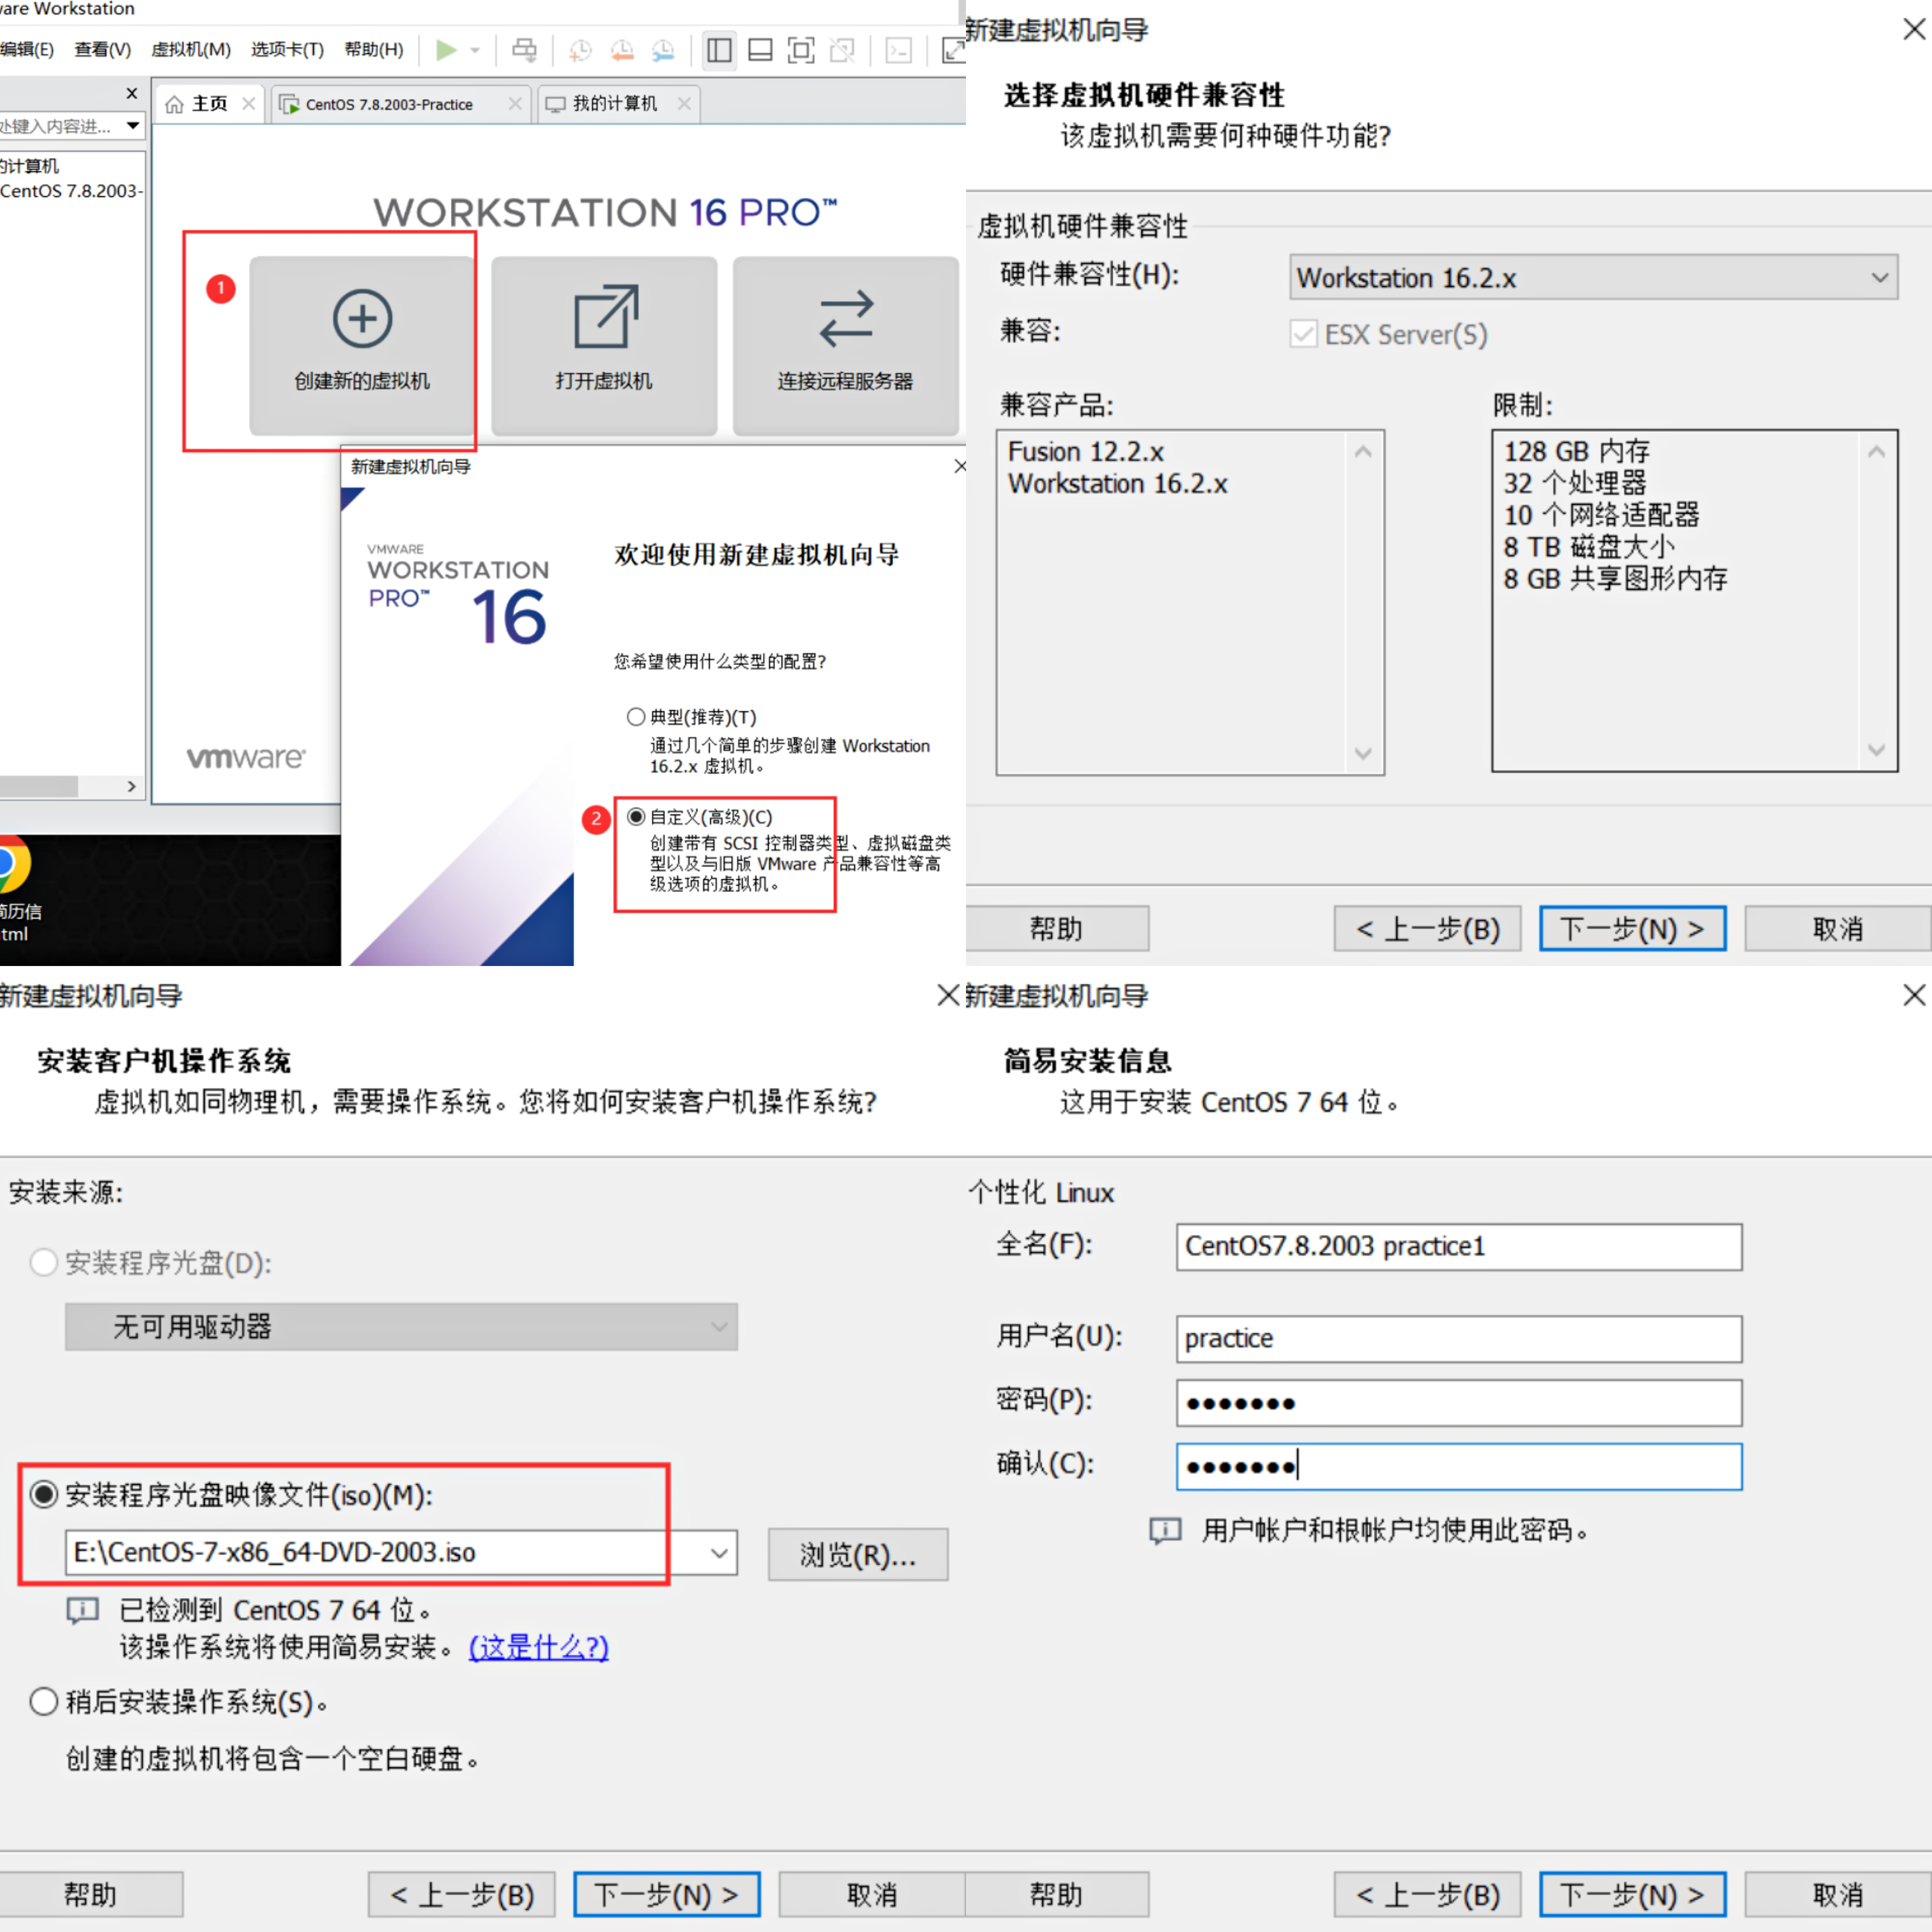 are Workstation
编辑(E) 查看(V) 虚拟机(M) 选项卡(T) 帮助(H)
处键入内容进...
的计算机
CentOS 7.8.2003-
主页
CentOS 7.8.2003-Practice
我的计算机
WORKSTATION 16 PRO™
1
创建新的虚拟机
打开虚拟机
连接远程服务器
vmware
简历信
tml
新建虚拟机向导
VMWARE
WORKSTATION
PRO™ 16
欢迎使用新建虚拟机向导
您希望使用什么类型的配置?
典型(推荐)(T)
通过几个简单的步骤创建 Workstation
16.2.x 虚拟机。
2
自定义(高级)(C)
创建带有 SCSI 控制器类型、虚拟磁盘类
型以及与旧版 VMware 产品兼容性等高
级选项的虚拟机。
新建虚拟机向导
选择虚拟机硬件兼容性
该虚拟机需要何种硬件功能?
虚拟机硬件兼容性
硬件兼容性(H): Workstation 16.2.x
兼容: ESX Server(S)
兼容产品:
Fusion 12.2.x
Workstation 16.2.x
限制:
128 GB 内存
32 个处理器
10 个网络适配器
8 TB 磁盘大小
8 GB 共享图形内存
帮助 < 上一步(B) 下一步(N) > 取消
新建虚拟机向导
安装客户机操作系统
虚拟机如同物理机，需要操作系统。您将如何安装客户机操作系统?
安装来源:
安装程序光盘(D):
无可用驱动器
安装程序光盘映像文件(iso)(M):
E:\CentOS-7-x86_64-DVD-2003.iso
浏览(R)...
已检测到 CentOS 7 64 位。
该操作系统将使用简易安装。(这是什么?)
稍后安装操作系统(S)。
创建的虚拟机将包含一个空白硬盘。
帮助 < 上一步(B) 下一步(N) > 取消
新建虚拟机向导
简易安装信息
这用于安装 CentOS 7 64 位。
个性化 Linux
全名(F): CentOS7.8.2003 practice1
用户名(U): practice
密码(P): ●●●●●●●
确认(C): ●●●●●●●
用户帐户和根帐户均使用此密码。
帮助 < 上一步(B) 下一步(N) > 取消